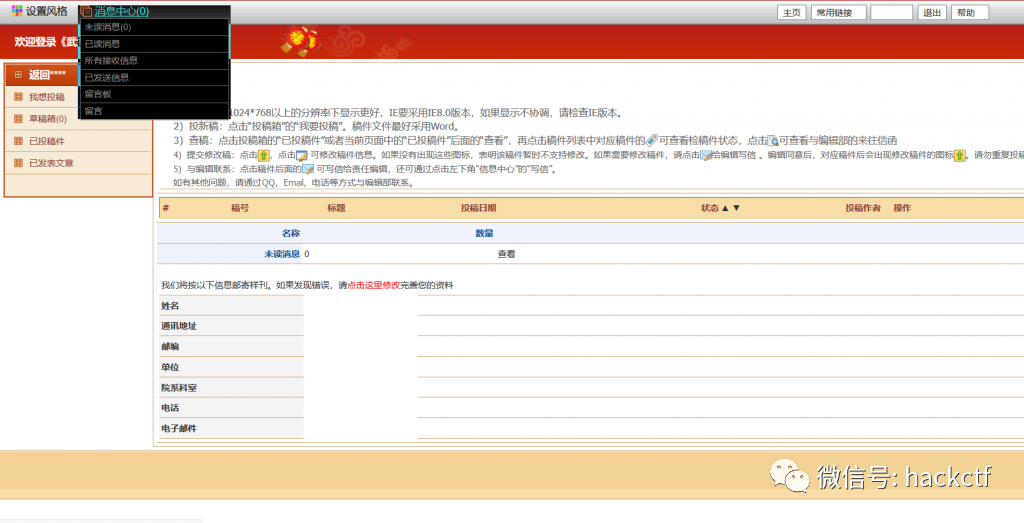 设置风格
消息中心(0)
主页 常用链接 退出 帮助
未读消息(0)
已读消息
所有接收信息
已发送信息
留言板
留言
欢迎登录《武
返回****
我想投稿
草稿箱(0)
已投稿件
已发表文章
1024*768以上的分辨率下显示更好，IE要采用IE8.0版本，如果显示不协调，请检查IE版本。
2）投新稿：点击“投稿箱”的“我要投稿”。稿件文件最好采用Word。
3）查稿：点击投稿箱的“已投稿件”或者当前页面中的“已投稿件”后面的“查看”，再点击稿件列表中对应稿件的可查看稿件状态，点击可查看与编辑部的来往信函
4）提交修改稿：点击，点击可修改稿件信息。如果没有出现这些图标，表明该稿件暂时不支持修改。如果需要修改稿件，请点击给编辑写信 。编辑同意后，对应稿件后会出现修改稿件的图标。请勿重复投稿
5）与编辑联系：点击稿件后面的可写信给责任编辑，还可通过点击左下角“信息中心”的“写信”。
如有其他问题，请通过QQ，Email，电话等方式与编辑部联系。
# 稿号 标题 投稿日期 状态 ▲ ▼ 投稿作者 操作
名称 数量
未读消息 0 查看
我们将按以下信息邮寄样刊。如果发现错误，请点击这里修改完善您的资料
姓名
通讯地址
邮编
单位
院系科室
电话
电子邮件
微信号: hackctf